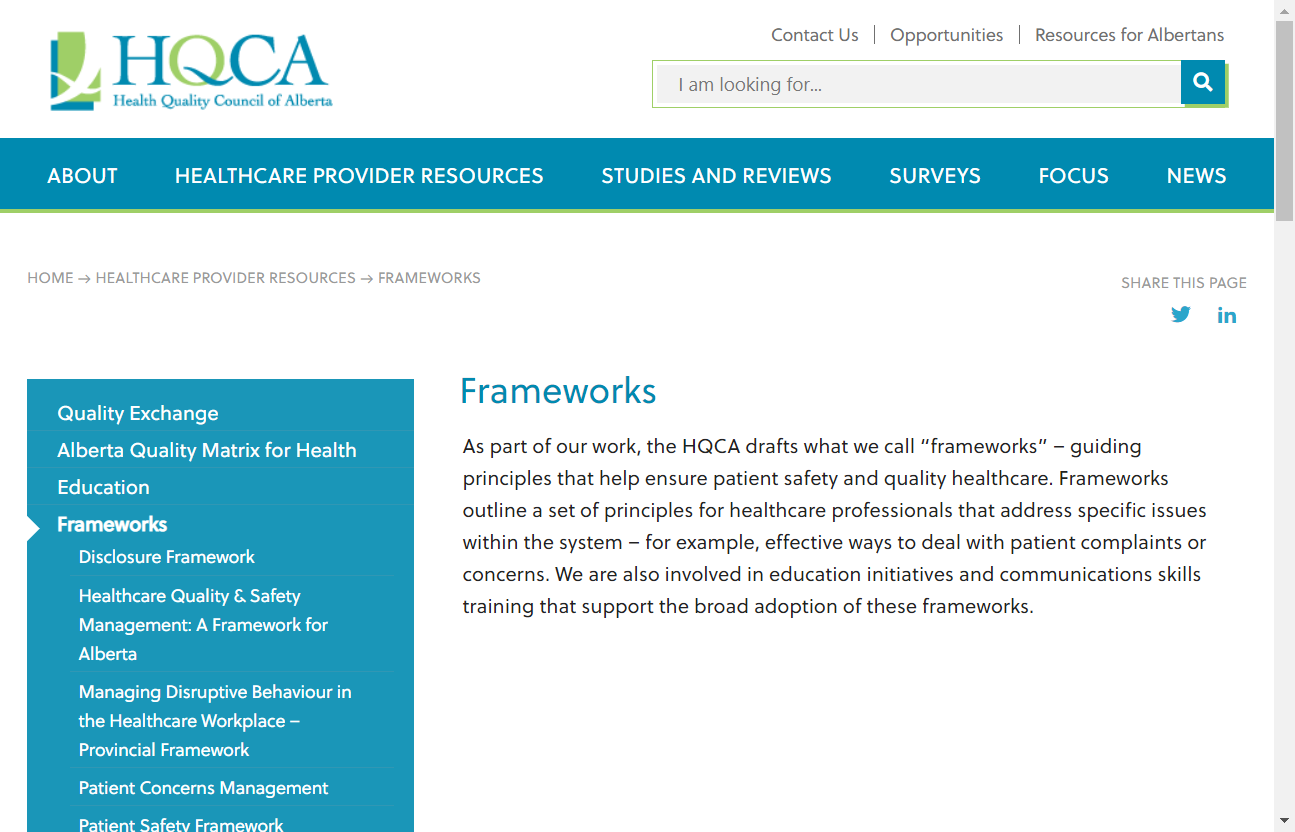 HQCA
Health Quality Council of Alberta
Contact Us
Opportunities
Resources for Albertans
I am looking for...
ABOUT
HEALTHCARE PROVIDER RESOURCES
STUDIES AND REVIEWS
SURVEYS
FOCUS
NEWS
HOME → HEALTHCARE PROVIDER RESOURCES → FRAMEWORKS
SHARE THIS PAGE
in
Quality Exchange
Alberta Quality Matrix for Health
Education
Frameworks
Disclosure Framework
Healthcare Quality & Safety
Management: A Framework for
Alberta
Managing Disruptive Behaviour in
the Healthcare Workplace –
Provincial Framework
Patient Concerns Management
Patient Safety Framework
Frameworks
As part of our work, the HQCA drafts what we call “frameworks” – guiding
principles that help ensure patient safety and quality healthcare. Frameworks
outline a set of principles for healthcare professionals that address specific issues
within the system – for example, effective ways to deal with patient complaints or
concerns. We are also involved in education initiatives and communications skills
training that support the broad adoption of these frameworks.